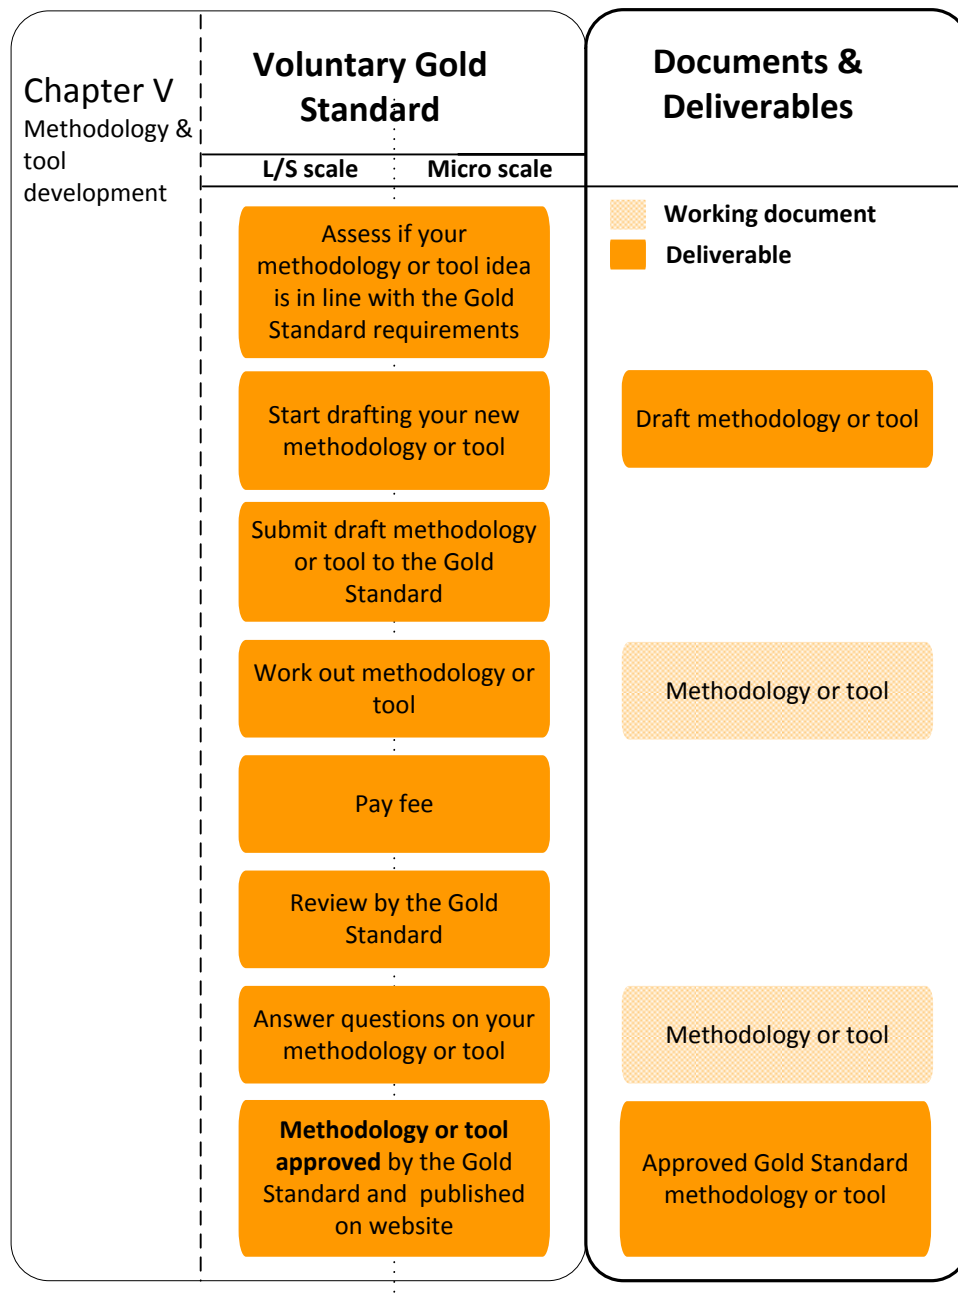 Chapter V
Methodology &
tool
development
Voluntary Gold
Standard
L/S scale
Micro scale
Documents &
Deliverables
Working document
Deliverable
Assess if your
methodology or tool idea
is in line with the Gold
Standard requirements
Start drafting your new
methodology or tool
Draft methodology or tool
Submit draft methodology
or tool to the Gold
Standard
Work out methodology or
tool
Methodology or tool
Pay fee
Review by the Gold
Standard
Answer questions on your
methodology or tool
Methodology or tool
Methodology or tool
approved by the Gold
Standard and published
on website
Approved Gold Standard
methodology or tool